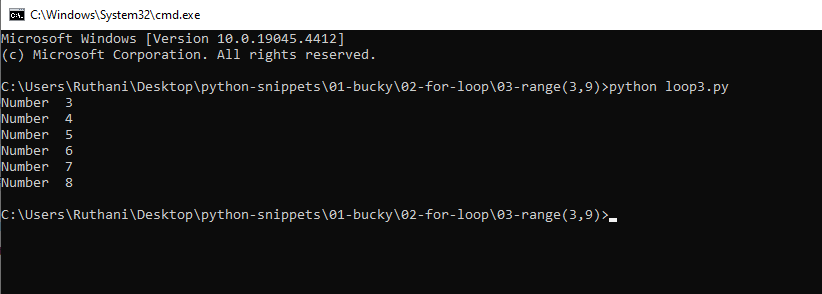 C:\Windows\System32\cmd.exe
Microsoft Windows [Version 10.0.19045.4412]
(c) Microsoft Corporation. All rights reserved.
C:\Users\Ruthani\Desktop\python-snippets\01-bucky\02-for-loop\03-range(3,9)>python loop3.py
Number  3
Number  4
Number  5
Number  6
Number  7
Number  8
C:\Users\Ruthani\Desktop\python-snippets\01-bucky\02-for-loop\03-range(3,9)>